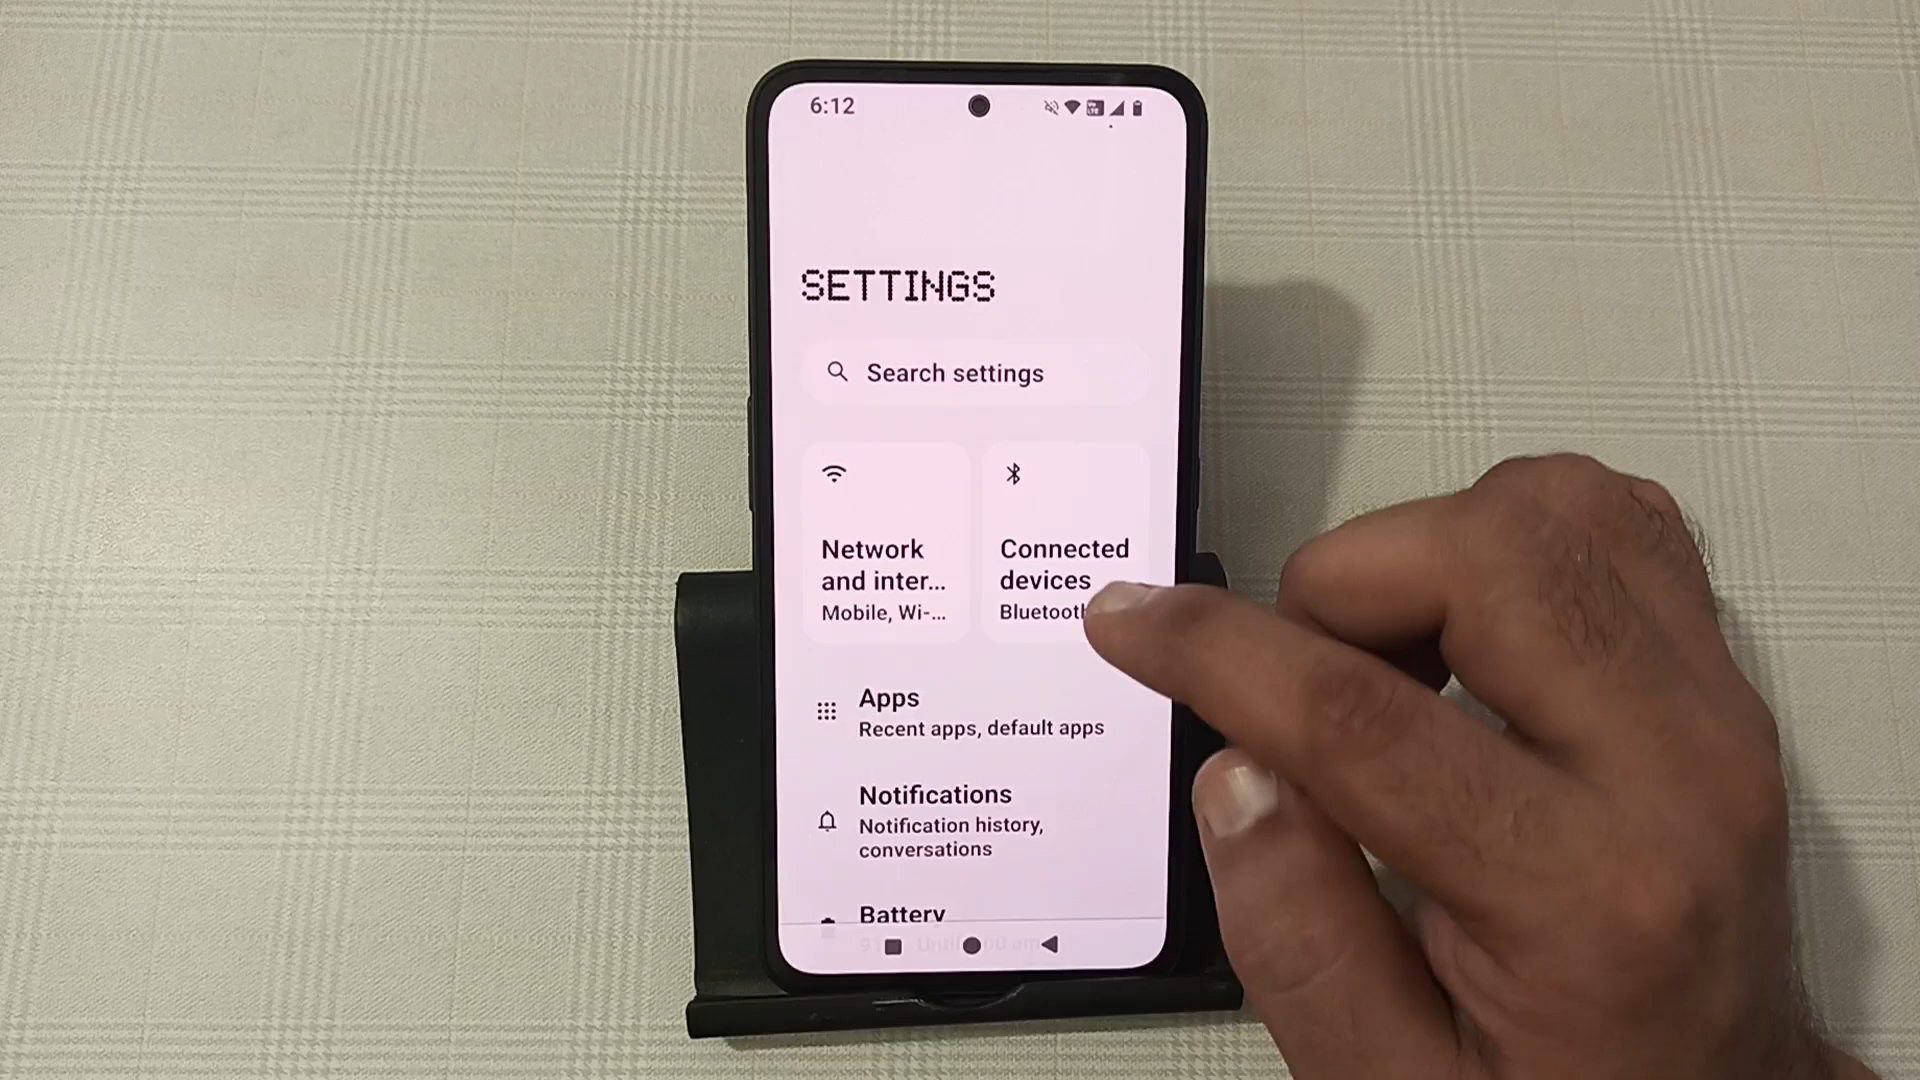 6:12
SETTINGS
Search settings
Network
and inter...
Mobile, Wi-...
Connected
devices
Bluetooth
Apps
Recent apps, default apps
Notifications
Notification history,
conversations
Battery